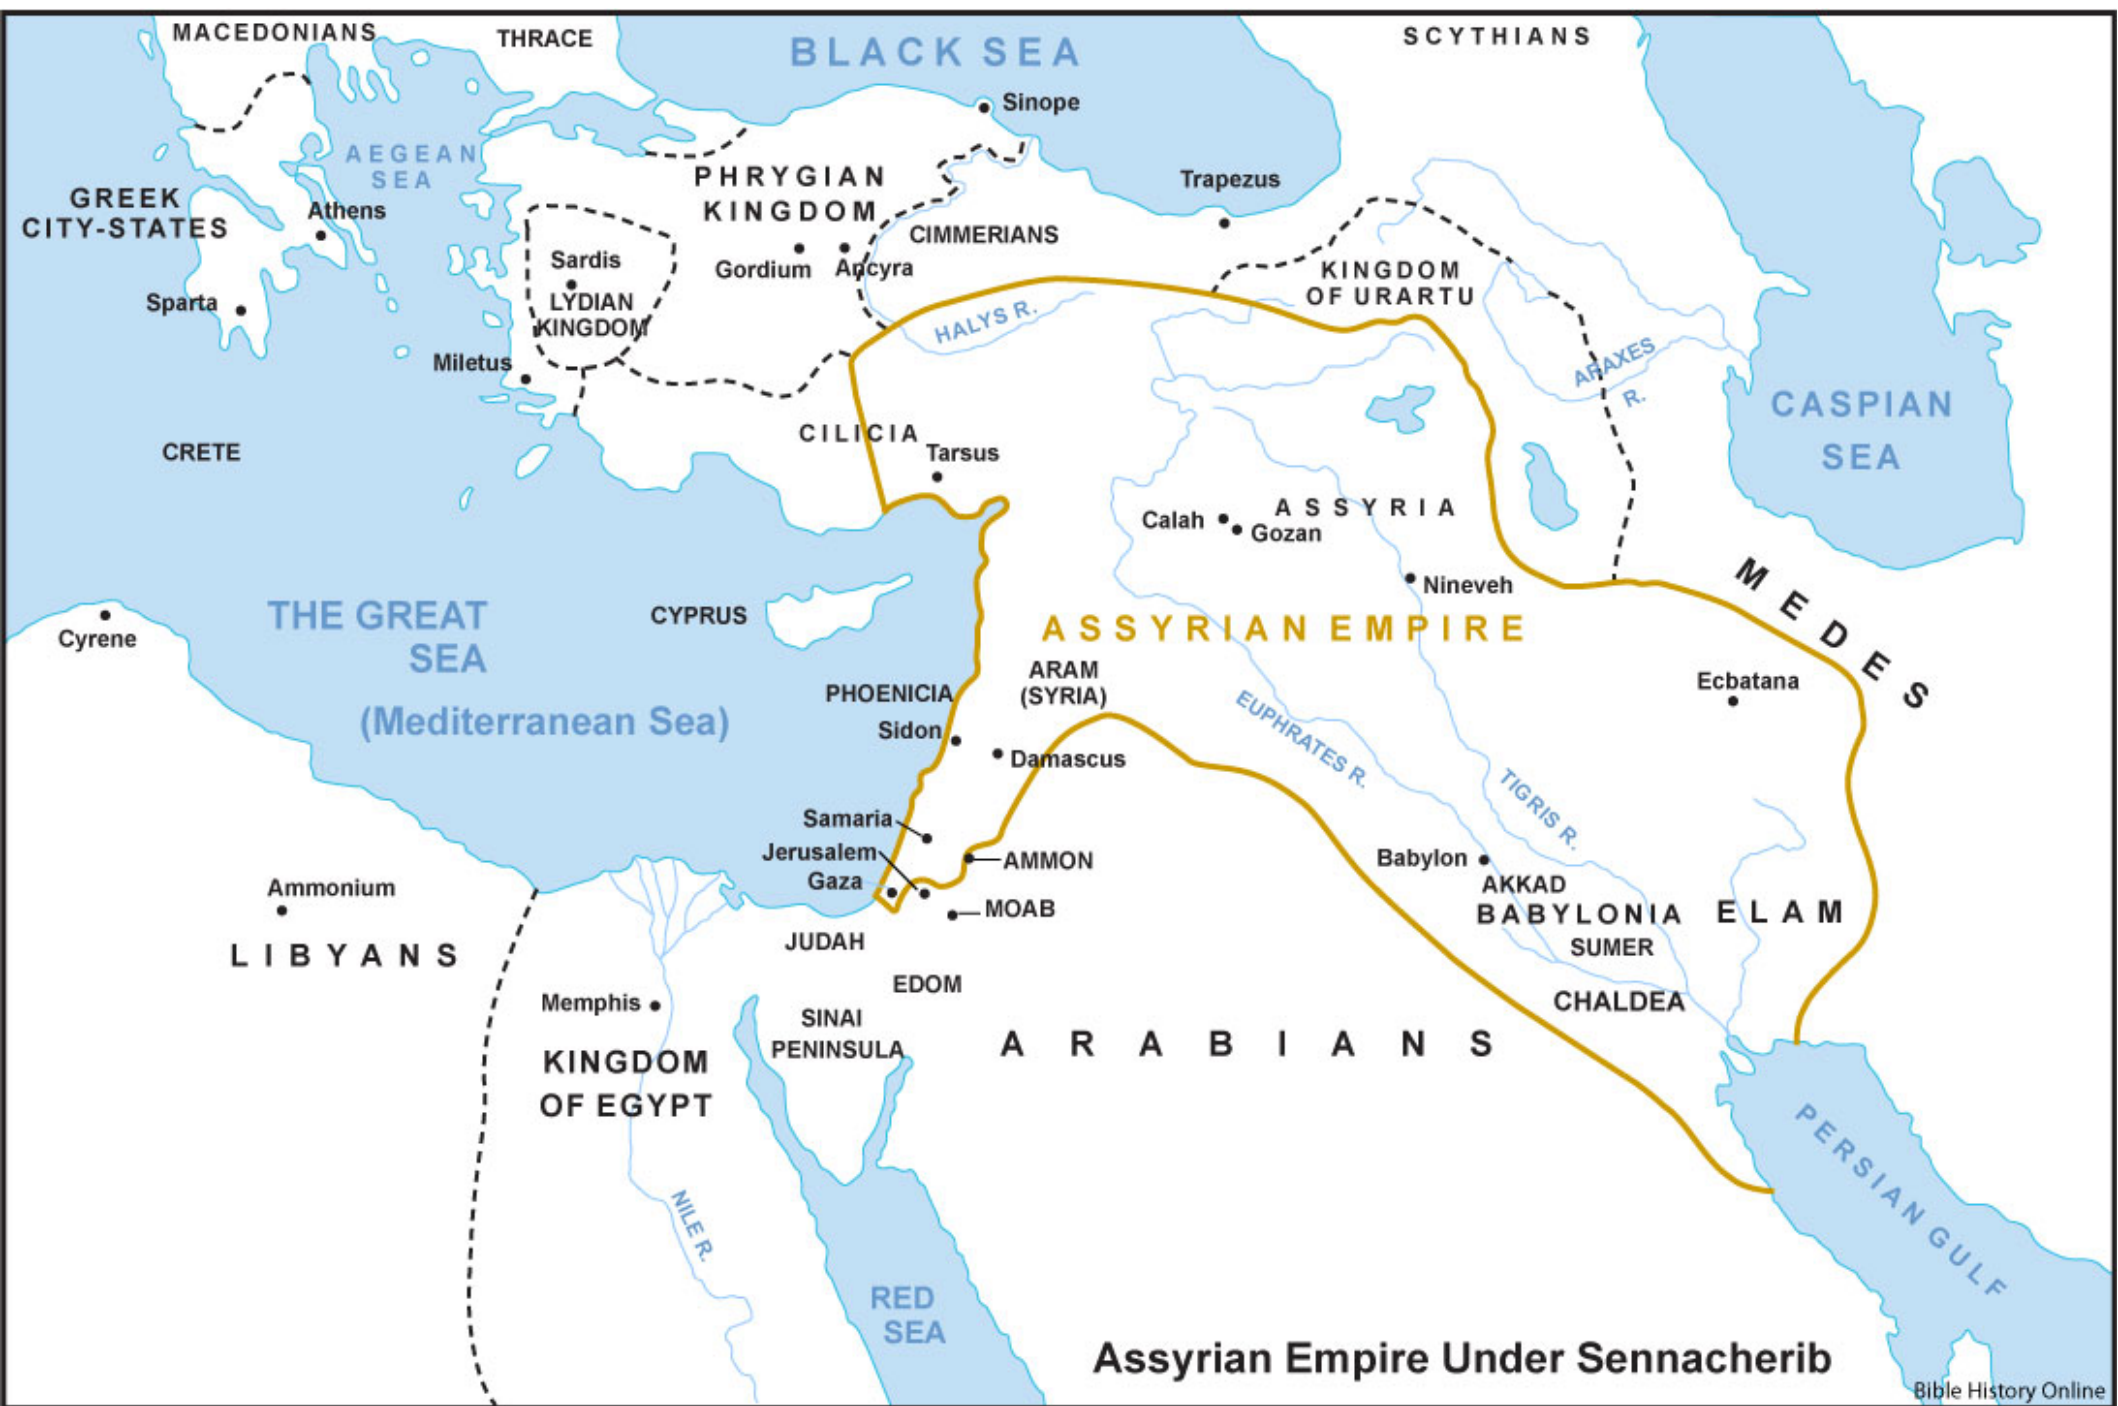 MACEDONIANS
THRACE
BLACK SEA
SCYTHIANS
Sinope
AEGEAN
SEA
PHRYGIAN
KINGDOM
Trapezus
GREEK
CITY-STATES
Athens
CIMMERIANS
Sardis
Gordium
Ancyra
KINGDOM
OF URARTU
Sparta
LYDIAN
KINGDOM
HALYS R.
Miletus
ARAXES
R.
CASPIAN
SEA
CRETE
CILICIA
Tarsus
Calah
Gozan
ASSYRIA
Nineveh
MEDES
Cyrene
THE GREAT
SEA
(Mediterranean Sea)
CYPRUS
ASSYRIAN EMPIRE
ARAM
(SYRIA)
Ecbatana
PHOENICIA
Sidon
Damascus
EUPHRATES R.
TIGRIS R.
Samaria
Jerusalem
Gaza
AMMON
MOAB
Babylon
AKKAD
BABYLONIA
SUMER
ELAM
Ammonium
LIBYANS
JUDAH
EDOM
CHALDEA
Memphis
SINAI
PENINSULA
ARABIANS
KINGDOM
OF EGYPT
PERSIAN GULF
NILE R.
RED
SEA
Assyrian Empire Under Sennacherib
Bible History Online